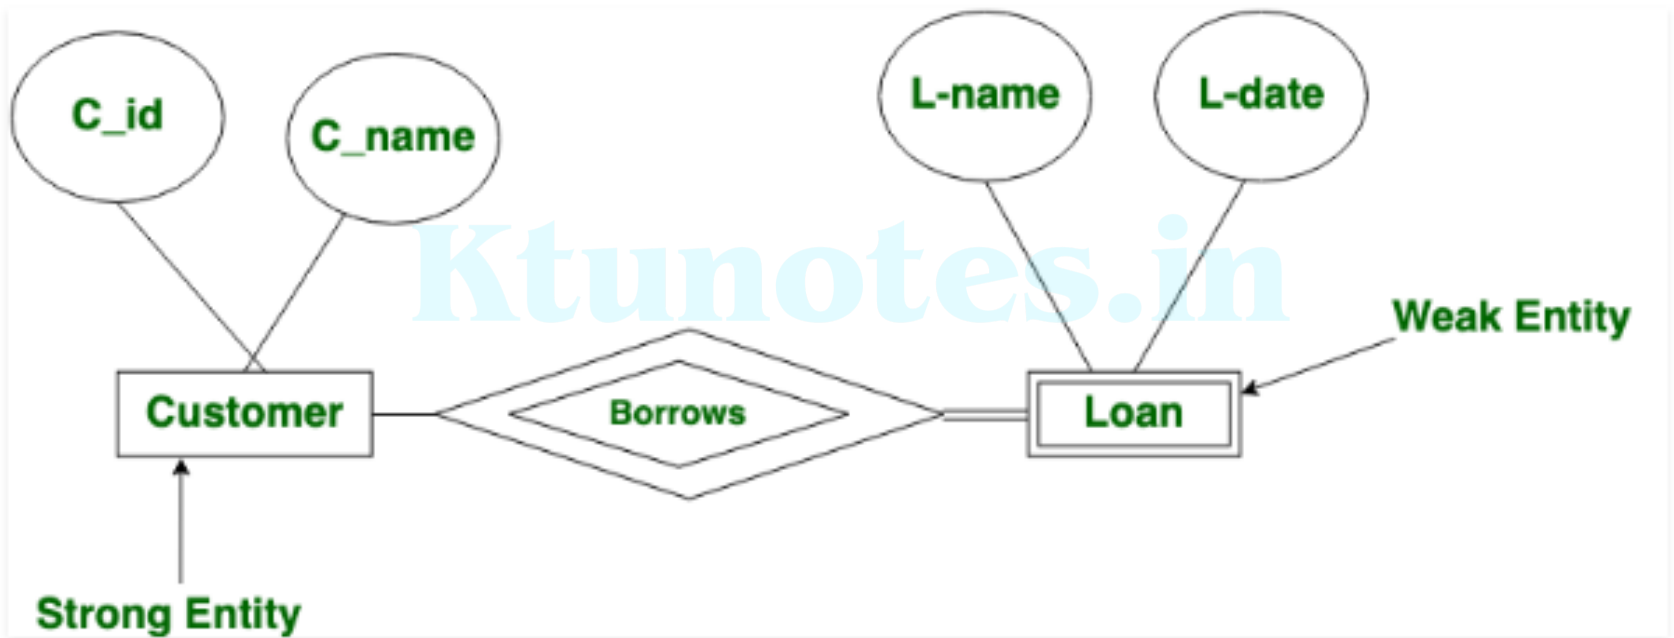 C_id
C_name
L-name
L-date
Ktunotes.in
Weak Entity
Customer
Borrows
Loan
Strong Entity